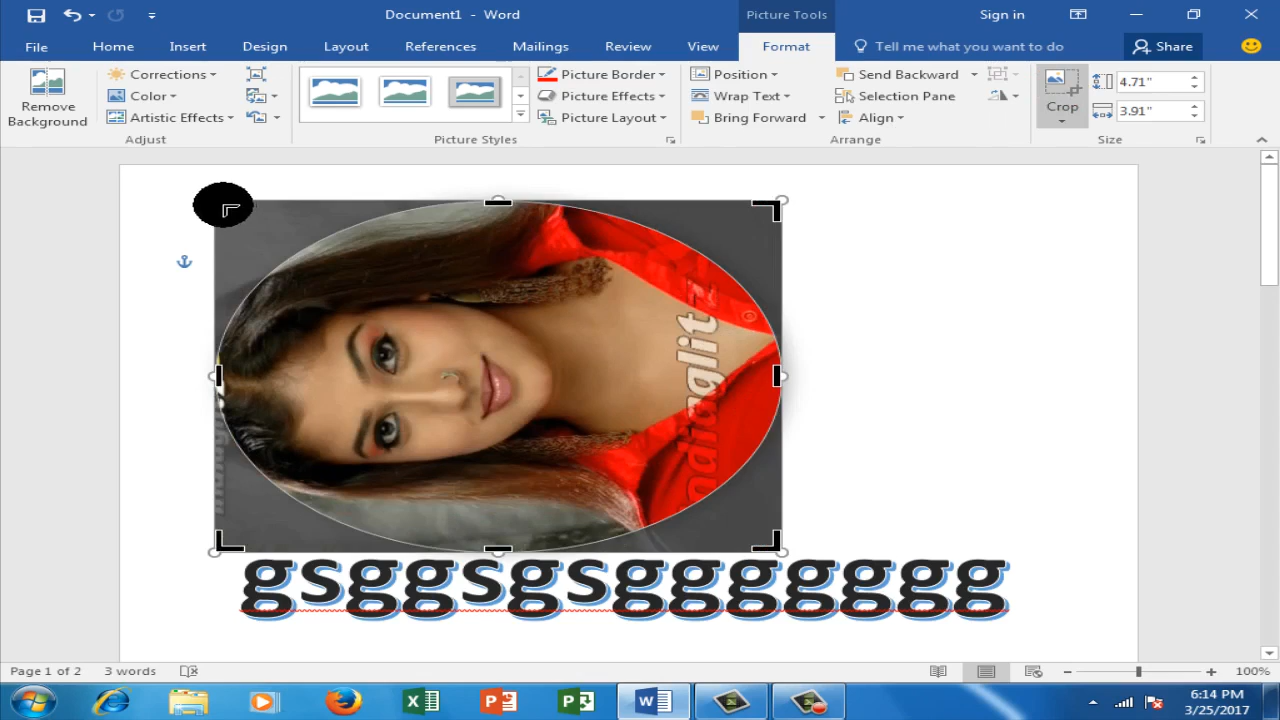 Document1 - Word
Picture Tools
Sign in
File Home Insert Design Layout References Mailings Review View Format Tell me what you want to do Share
Remove Background
Corrections
Color
Artistic Effects
Adjust
Picture Border
Picture Effects
Picture Layout
Picture Styles
Position
Wrap Text
Bring Forward
Send Backward
Selection Pane
Align
Arrange
Crop
4.71"
3.91"
Size
indiaglitz
gsggsgsggggggg
Page 1 of 2 3 words
100%
6:14 PM
3/25/2017